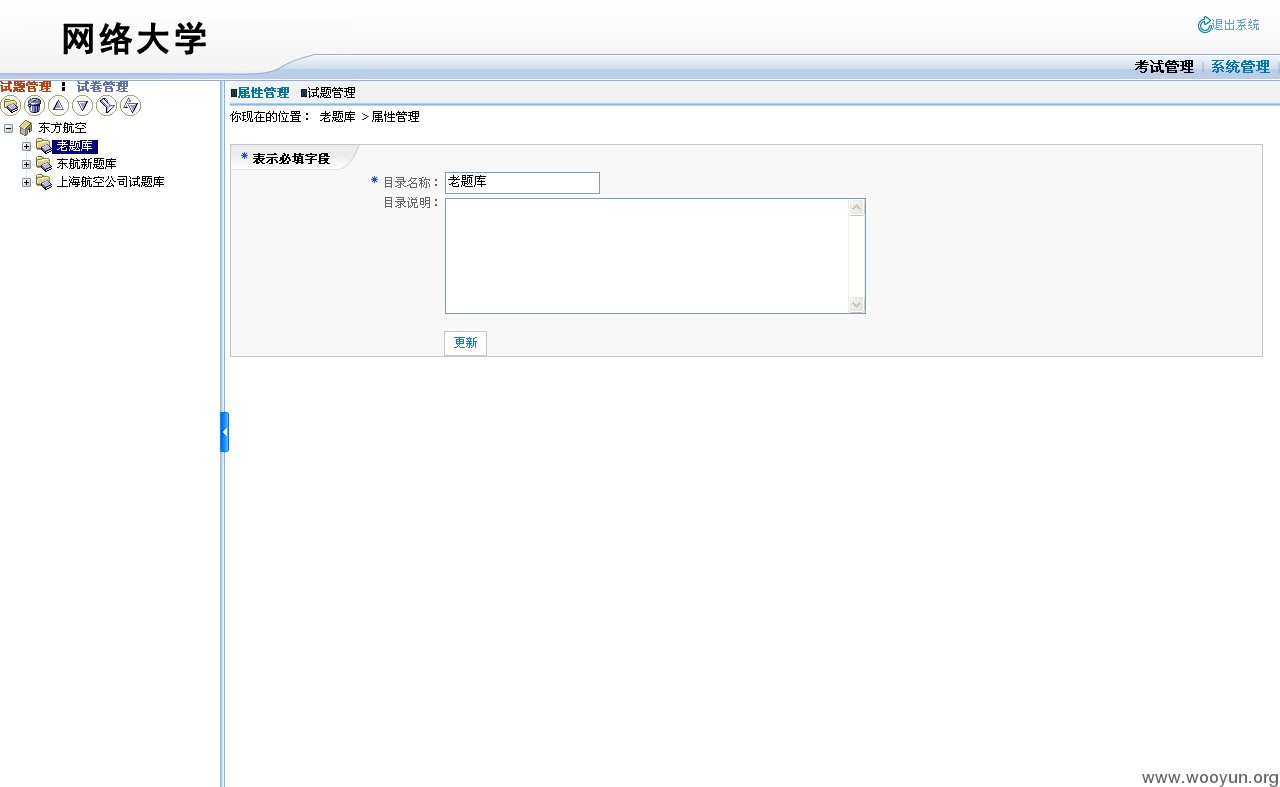 网络大学
退出系统
考试管理 系统管理
试题管理 : 试卷管理
■属性管理 ■试题管理
你现在的位置： 老题库 >属性管理
东方航空
老题库
东航新题库
上海航空公司试题库
* 表示必填字段
* 目录名称： 老题库
目录说明：
更新
www.wooyun.org